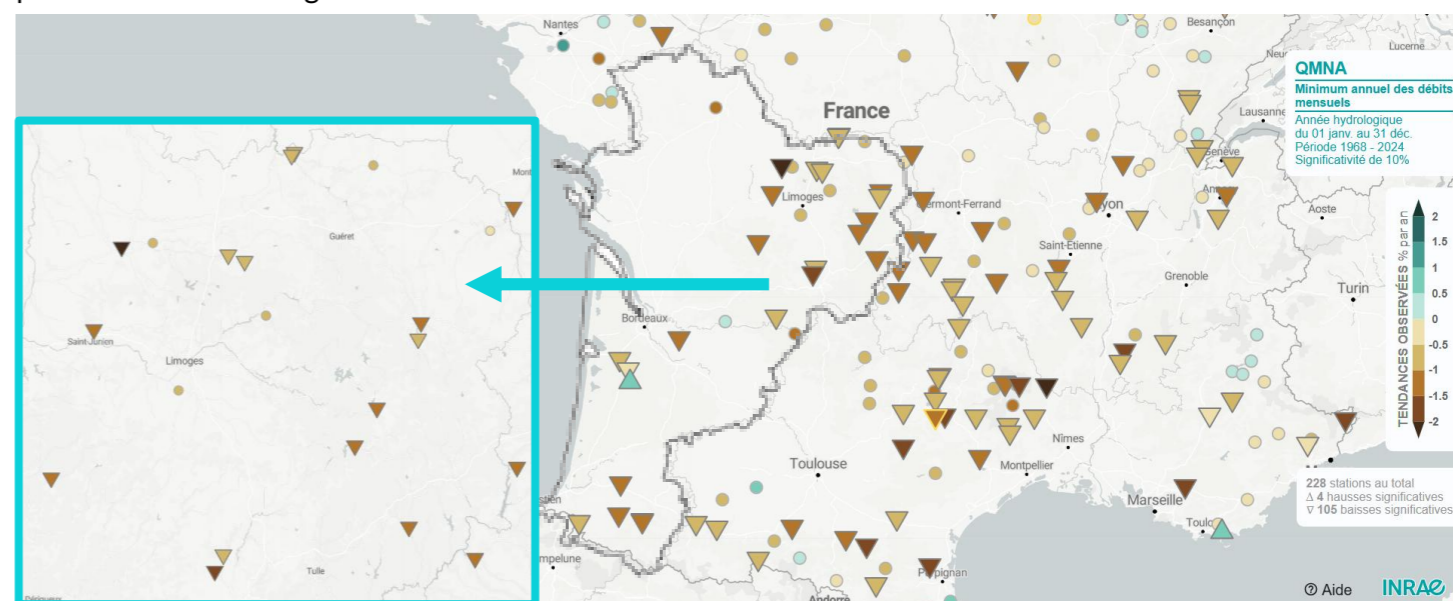 Nantes
Besançon
Lucerne
France
Lausanne
Genève
Limoges
Clermont-Ferrand
Lyon
Aoste
Saint-Etienne
Grenoble
Turin
Bordeaux
Toulouse
Nîmes
Montpellier
Marseille
Perpignan
Andorre
Guéret
Saint-Junien
Limoges
Tulle
Périgueux
QMNA
Minimum annuel des débits
mensuels
Année hydrologique
du 01 janv. au 31 déc.
Période 1968 - 2024
Significativité de 10%
TENDANCES OBSERVÉES % par an
2
1.5
1
0.5
0
-0.5
-1
-1.5
-2
228 stations au total
Δ 4 hausses significatives
∇ 105 baisses significatives
Aide
INRAE